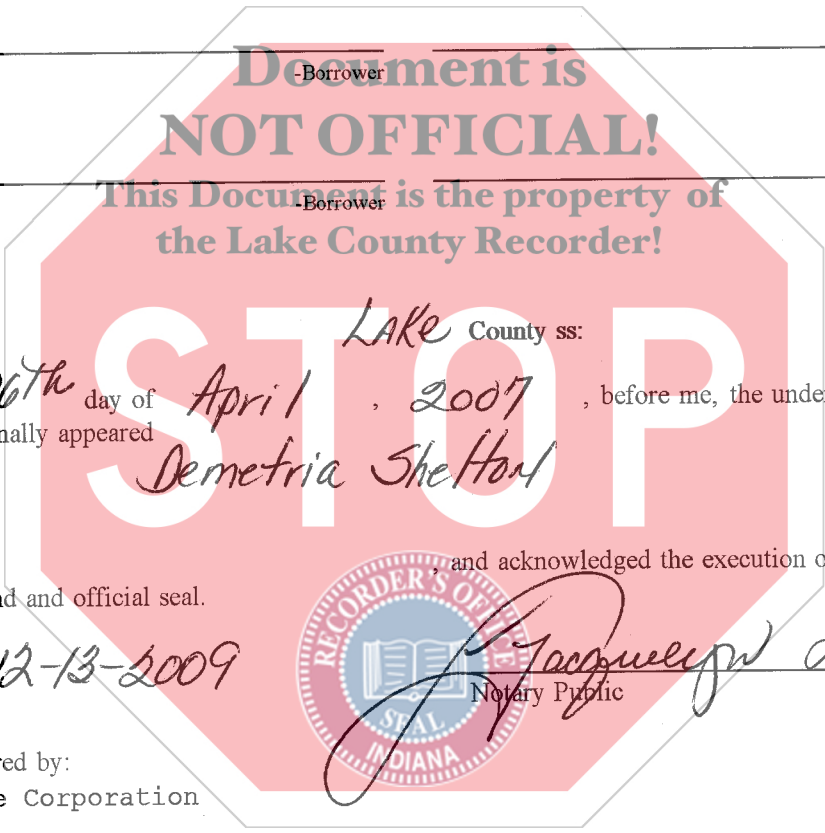 Document is
-Borrower
NOT OFFICIAL!
This Document is the property of
-Borrower
the Lake County Recorder!
STOP
Lake County ss:
6th day of April, 2007, before me, the unde
nally appeared
Demetria Shelton
, and acknowledged the execution o
nd and official seal.
12-13-2009
Jacquelyn
Notary Public
RECORDER'S OFFICE
SEAL
INDIANA
red by:
e Corporation